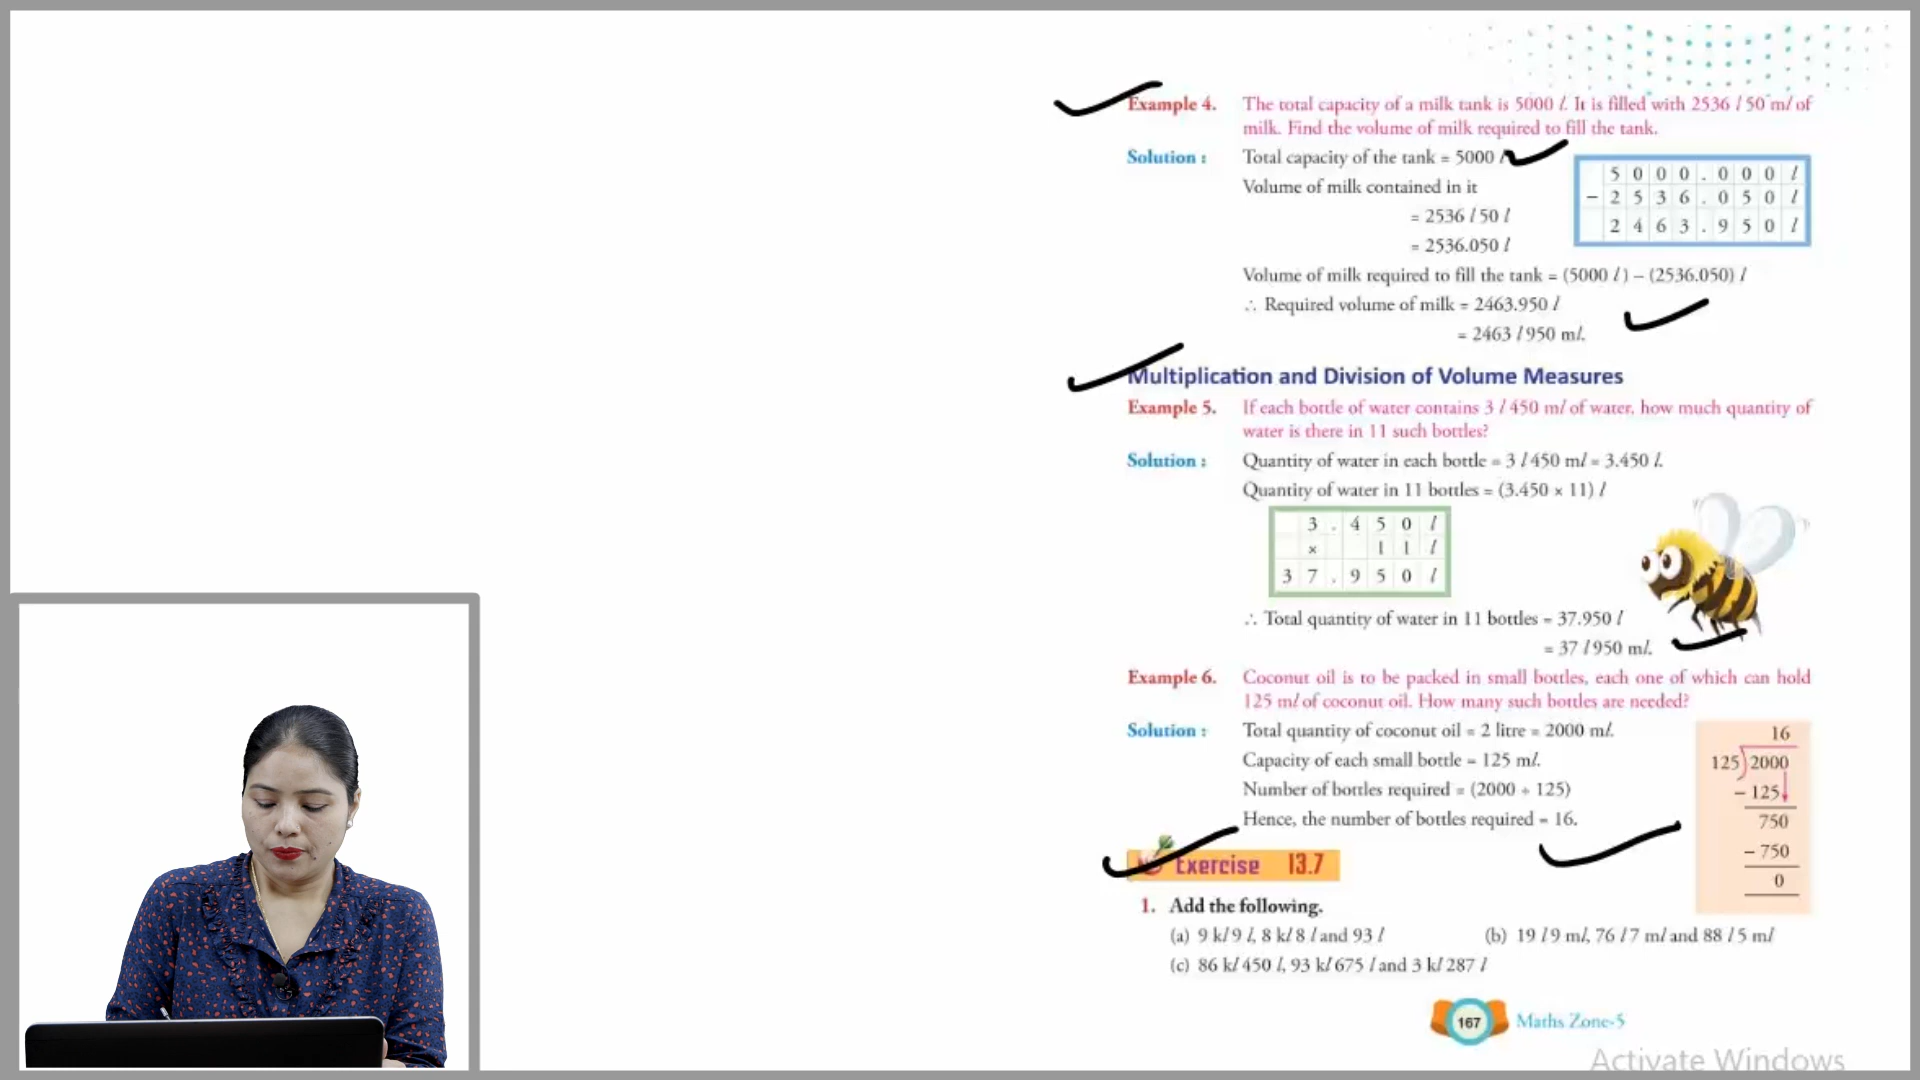 Example 4. The total capacity of a milk tank is 5000 l. It is filled with 2536 l 50 ml of
milk. Find the volume of milk required to fill the tank.
Solution : Total capacity of the tank = 5000 l
Volume of milk contained in it
= 2536 l 50 l
= 2536.050 l
5 0 0 0 . 0 0 0 l
– 2 5 3 6 . 0 5 0 l
2 4 6 3 . 9 5 0 l
Volume of milk required to fill the tank = (5000 l) – (2536.050) l
∴ Required volume of milk = 2463.950 l
= 2463 l 950 ml.
Multiplication and Division of Volume Measures
Example 5. If each bottle of water contains 3 l 450 ml of water, how much quantity of
water is there in 11 such bottles?
Solution : Quantity of water in each bottle = 3 l 450 ml = 3.450 l.
Quantity of water in 11 bottles = (3.450 × 11) l
3 . 4 5 0 l
× 1 1 l
3 7 . 9 5 0 l
∴ Total quantity of water in 11 bottles = 37.950 l
= 37 l 950 ml.
Example 6. Coconut oil is to be packed in small bottles, each one of which can hold
125 ml of coconut oil. How many such bottles are needed?
Solution : Total quantity of coconut oil = 2 litre = 2000 ml.
Capacity of each small bottle = 125 ml.
Number of bottles required = (2000 ÷ 125)
Hence, the number of bottles required = 16.
16
125)2000
– 125
750
– 750
0
Exercise 13.7
1. Add the following.
(a) 9 kl 9 l, 8 kl 8 l and 93 l (b) 19 l 9 ml, 76 l 7 ml and 88 l 5 ml
(c) 86 kl 450 l, 93 kl 675 l and 3 kl 287 l
167 Maths Zone-5
Activate Windows